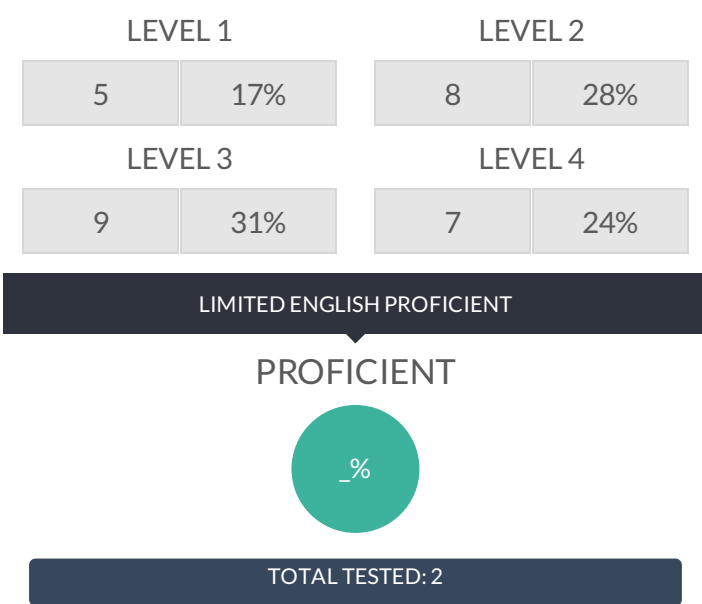 LEVEL 1 LEVEL 2
5 17% 8 28%
LEVEL 3 LEVEL 4
9 31% 7 24%
LIMITED ENGLISH PROFICIENT
PROFICIENT
_%
TOTAL TESTED: 2